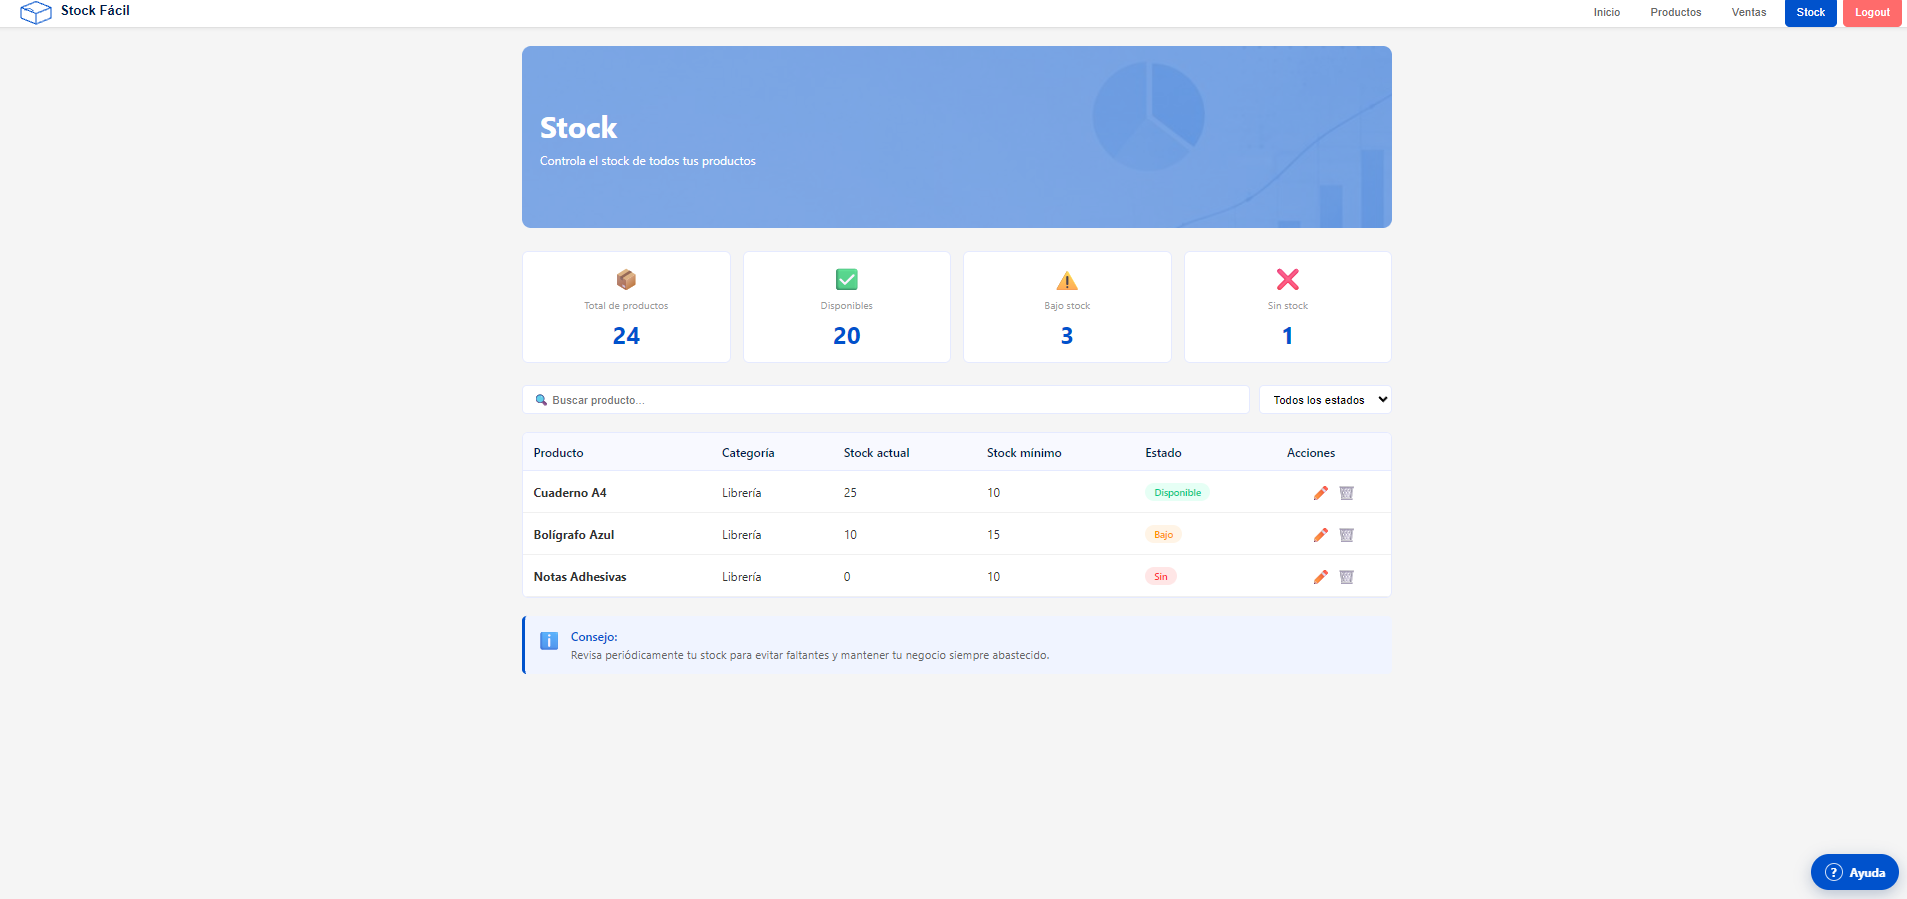 Stock Fácil
Inicio Productos Ventas Stock Logout
Stock
Controla el stock de todos tus productos
Total de productos Disponibles Bajo stock Sin stock
24 20 3 1
Buscar producto... Todos los estados
Producto Categoría Stock actual Stock mínimo Estado Acciones
Cuaderno A4 Librería 25 10 Disponible
Bolígrafo Azul Librería 10 15 Bajo
Notas Adhesivas Librería 0 10 Sin
Consejo:
Revisa periódicamente tu stock para evitar faltantes y mantener tu negocio siempre abastecido.
? Ayuda